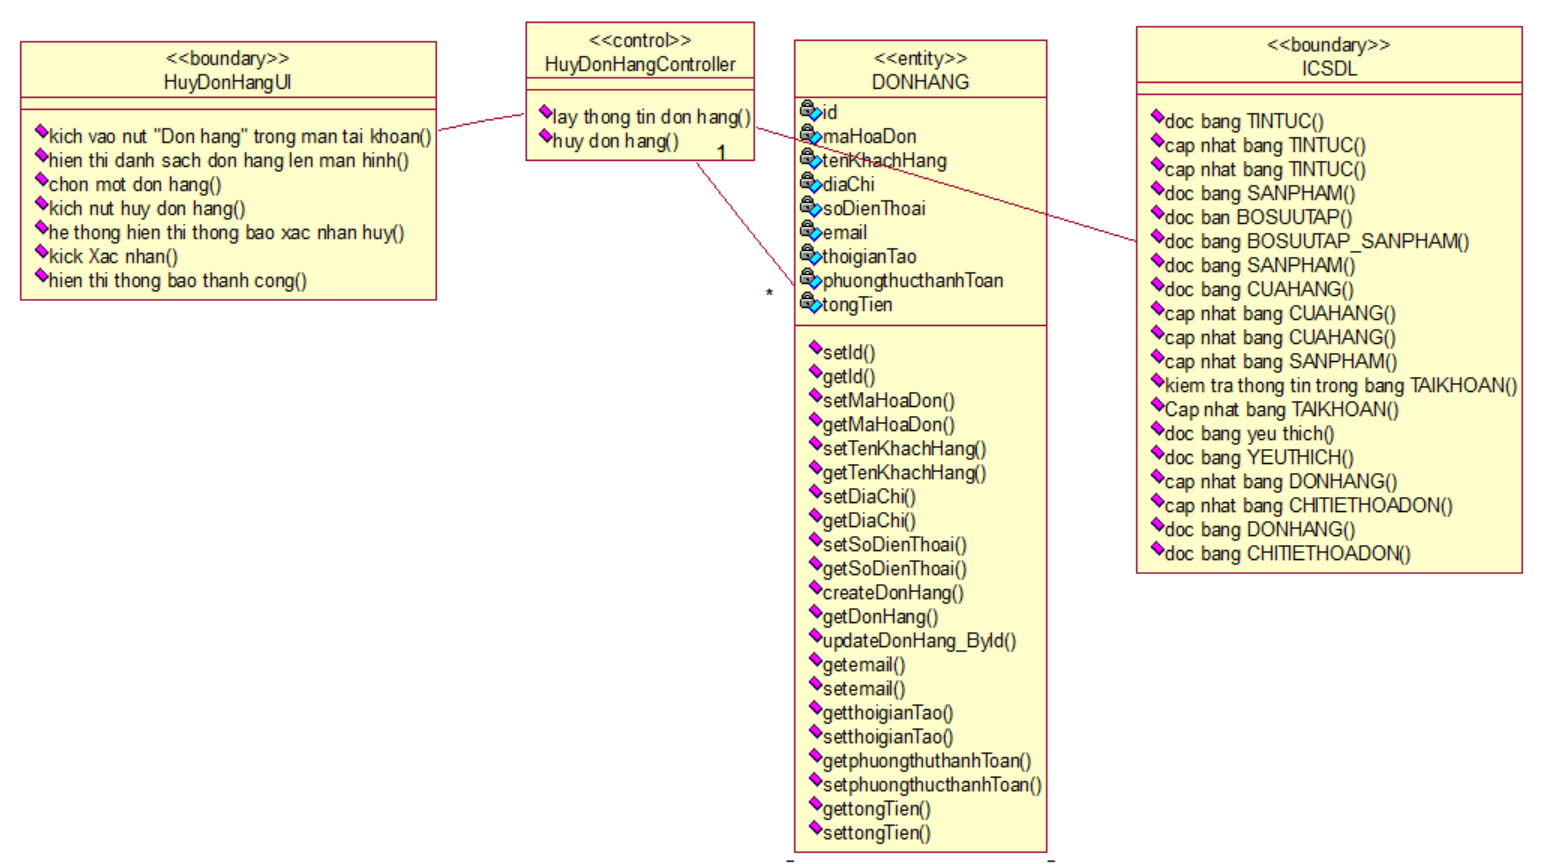 <<boundary>>
HuyDonHangUI
kich vao nut "Don hang" trong man tai khoan()
hien thi danh sach don hang len man hinh()
chon mot don hang()
kich nut huy don hang()
he thong hien thi thong bao xac nhan huy()
kick Xac nhan()
hien thi thong bao thanh cong()
<<control>>
HuyDonHangController
lay thong tin don hang()
huy don hang()
1
*
<<entity>>
DONHANG
id
maHoaDon
tenKhachHang
diaChi
soDienThoai
email
thoigianTao
phuongthucthanhToan
tongTien
setId()
getId()
setMaHoaDon()
getMaHoaDon()
setTenKhachHang()
getTenKhachHang()
setDiaChi()
getDiaChi()
setSoDienThoai()
getSoDienThoai()
createDonHang()
getDonHang()
updateDonHang_ById()
getemail()
setemail()
getthoigianTao()
setthoigianTao()
getphuongthuthanhToan()
setphuongthucthanhToan()
gettongTien()
settongTien()
<<boundary>>
ICSDL
doc bang TINTUC()
cap nhat bang TINTUC()
cap nhat bang TINTUC()
doc bang SANPHAM()
doc ban BOSUUTAP()
doc bang BOSUUTAP_SANPHAM()
doc bang SANPHAM()
doc bang CUAHANG()
cap nhat bang CUAHANG()
cap nhat bang CUAHANG()
cap nhat bang SANPHAM()
kiem tra thong tin trong bang TAIKHOAN()
Cap nhat bang TAIKHOAN()
doc bang yeu thich()
doc bang YEUTHICH()
cap nhat bang DONHANG()
cap nhat bang CHITIETHOADON()
doc bang DONHANG()
doc bang CHITIETHOADON()